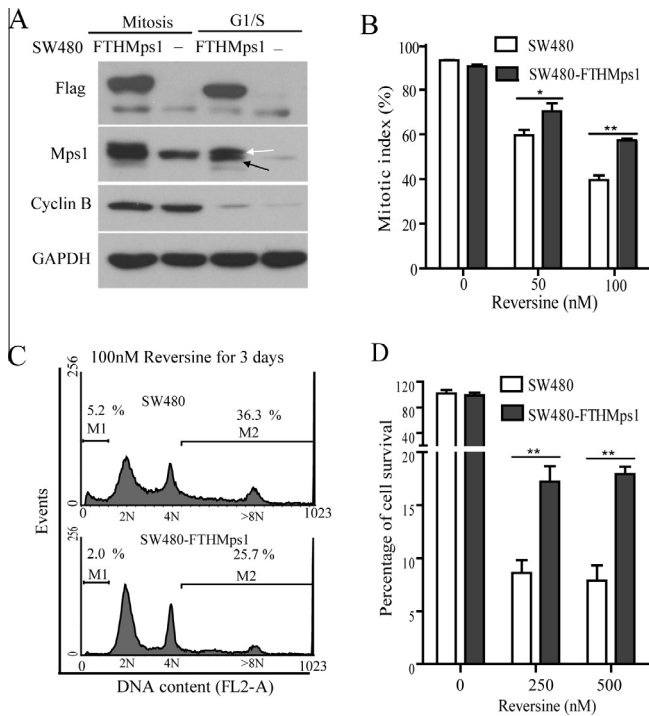 A
Mitosis G1/S
SW480 FTHMps1 – FTHMps1 –
Flag
Mps1
Cyclin B
GAPDH
B
SW480
SW480-FTHMps1
Mitotic index (%)
100
80
60
40
20
0
*
**
0 50 100
Reversine (nM)
C
100nM Reversine for 3 days
SW480
256
0
5.2 %
M1
36.3 %
M2
0 2N 4N >8N 1023
Events
SW480-FTHMps1
256
0
2.0 %
M1
25.7 %
M2
0 2N 4N >8N 1023
DNA content (FL2-A)
D
SW480
SW480-FTHMps1
Percentage of cell survival
120
100
80
60
40
20
15
10
5
0
**
**
0 250 500
Reversine (nM)